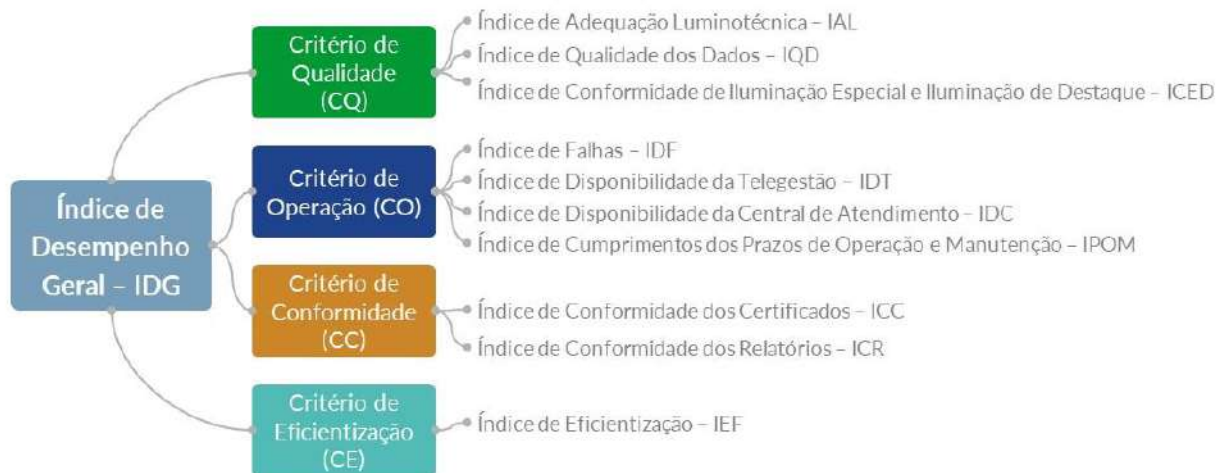 Índice de
Desempenho
Geral – IDG
Critério de
Qualidade
(CQ)
Índice de Adequação Luminotécnica – IAL
Índice de Qualidade dos Dados – IQD
Índice de Conformidade de Iluminação Especial e Iluminação de Destaque – ICED
Critério de
Operação (CO)
Índice de Falhas – IDF
Índice de Disponibilidade da Telegestão – IDT
Índice de Disponibilidade da Central de Atendimento – IDC
Índice de Cumprimentos dos Prazos de Operação e Manutenção – IPOM
Critério de
Conformidade
(CC)
Índice de Conformidade dos Certificados – ICC
Índice de Conformidade dos Relatórios – ICR
Critério de
Eficientização
(CE)
Índice de Eficientização – IEF